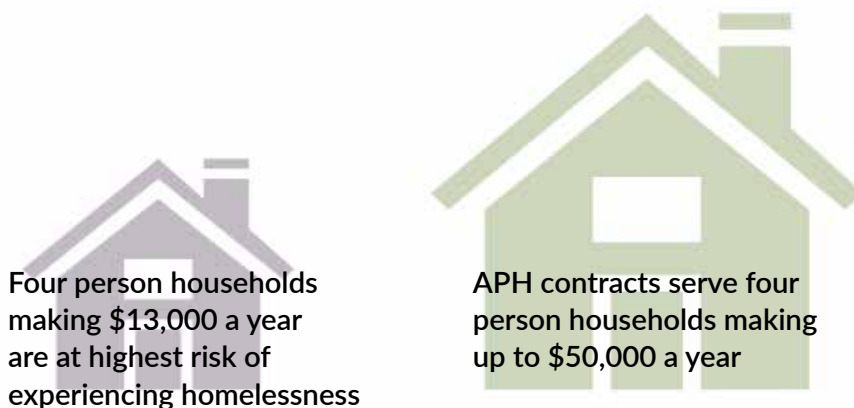 Four person households
making $13,000 a year
are at highest risk of
experiencing homelessness
APH contracts serve four
person households making
up to $50,000 a year